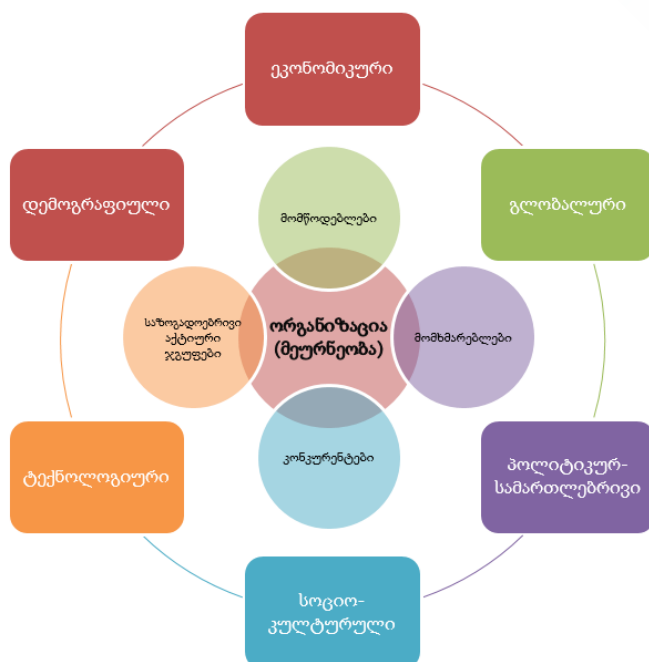 ეკონომიკური
დემოგრაფიული
გლობალური
მომწოდებლები
საზოგადოებრივი
აქტიური
ჯგუფები
ორგანიზაცია
(მეურნეობა)
მომხმარებლები
კონკურენტები
ტექნოლოგიური
პოლიტიკურ-
სამართლებრივი
სოციო-
კულტურული